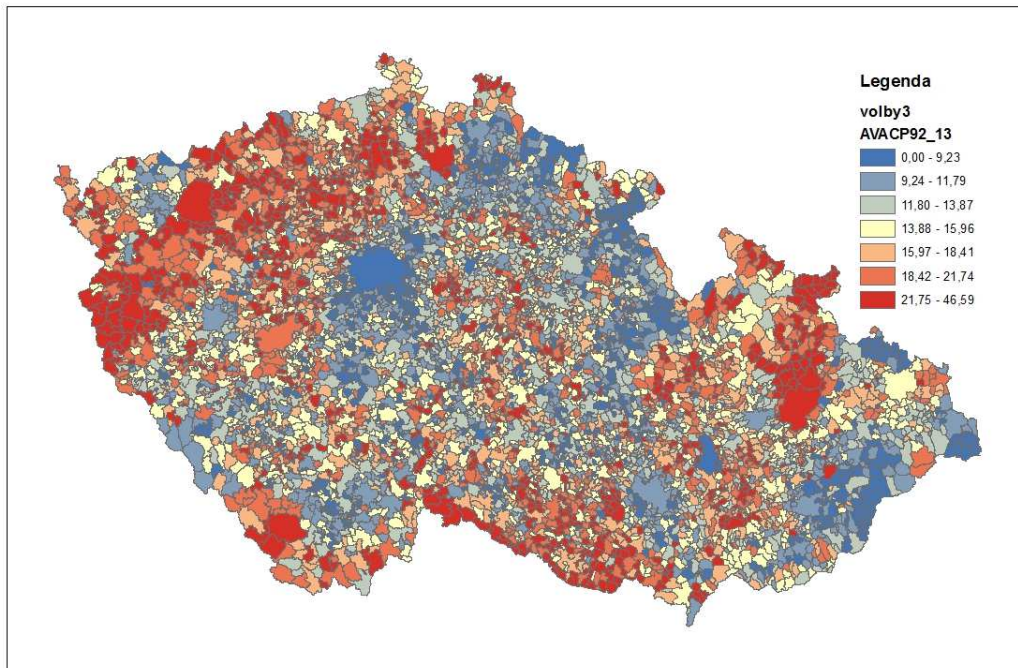 Legenda
volby3
AVACP92_13
0,00 - 9,23
9,24 - 11,79
11,80 - 13,87
13,88 - 15,96
15,97 - 18,41
18,42 - 21,74
21,75 - 46,59